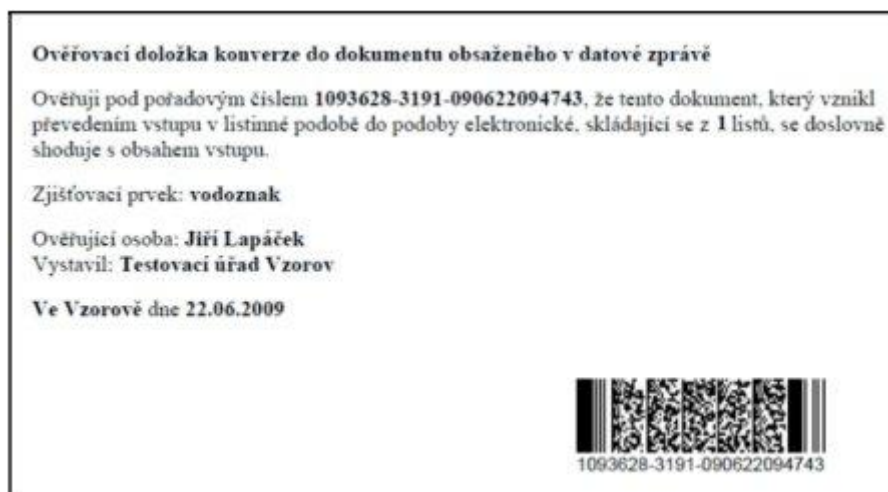 Ověřovací doložka konverze do dokumentu obsaženého v datové zprávě
Ověřuji pod pořadovým číslem 1093628-3191-090622094743, že tento dokument, který vznikl
převedením vstupu v listinné podobě do podoby elektronické, skládající se z 1 listů, se doslovně
shoduje s obsahem vstupu.
Zjišťovací prvek: vodoznak
Ověřující osoba: Jiří Lapáček
Vystavil: Testovací úřad Vzorov
Ve Vzorově dne 22.06.2009
1093628-3191-090622094743